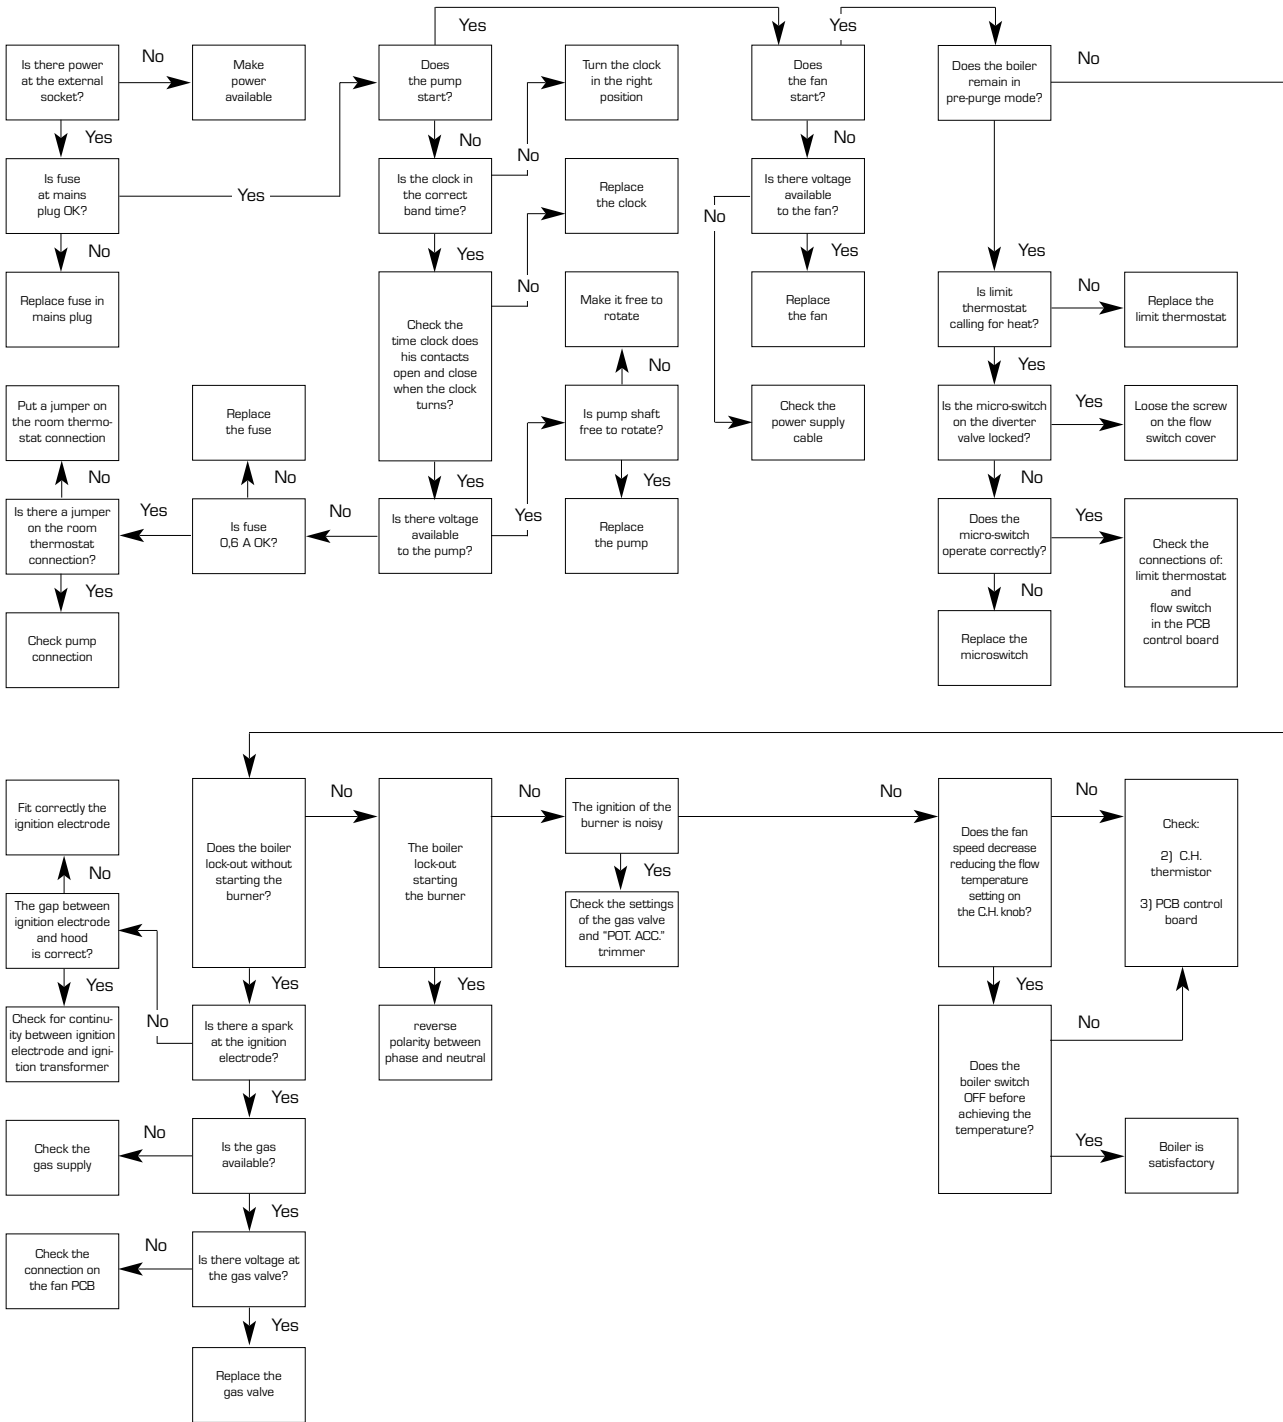 Yes
Yes
Is there power
at the external
socket?
No
Make
power
available
Does
the pump
start?
Turn the clock
in the right
position
Does
the fan
start?
Does the boiler
remain in
pre-purge mode?
No
Yes
No
No
No
Is fuse
at mains
plug OK?
Yes
Is the clock in
the correct
band time?
Replace
the clock
Is there voltage
available
to the fan?
No
No
Yes
No
Yes
Yes
Replace fuse in
mains plug
Check the
time clock does
his contacts
open and close
when the clock
turns?
Make it free to
rotate
Replace
the fan
Is limit
thermostat
calling for heat?
No
Replace the
limit thermostat
No
Yes
Put a jumper on
the room thermo-
stat connection
Replace
the fuse
Is pump shaft
free to rotate?
Check the
power supply
cable
Is the micro-switch
on the diverter
valve locked?
Yes
Loose the screw
on the flow
switch cover
No
No
Yes
Yes
No
Is there a jumper
on the room
thermostat
connection?
Yes
Is fuse
0,6 A OK?
No
Is there voltage
available
to the pump?
Yes
Replace
the pump
Does the
micro-switch
operate correctly?
Yes
Check the
connections of:
limit thermostat
and
flow switch
in the PCB
control board
Yes
No
Check pump
connection
Replace the
microswitch
Fit correctly the
ignition electrode
Does the boiler
lock-out without
starting the
burner?
No
The boiler
lock-out
starting
the burner
No
The ignition of the
burner is noisy
No
Does the fan
speed decrease
reducing the flow
temperature
setting on
the C.H. knob?
No
Check:
2) C.H.
thermistor
3) PCB control
board
No
Yes
The gap between
ignition electrode
and hood
is correct?
Check the settings
of the gas valve
and "POT. ACC."
trimmer
Yes
Yes
Yes
Yes
Check for continu-
ity between ignition
electrode and igni-
tion transformer
No
Is there a spark
at the ignition
electrode?
reverse
polarity between
phase and neutral
No
Does the
boiler switch
OFF before
achieving the
temperature?
Yes
Check the
gas supply
No
Is the gas
available?
Yes
Boiler is
satisfactory
Yes
Check the
connection on
the fan PCB
No
Is there voltage at
the gas valve?
Yes
Replace the
gas valve